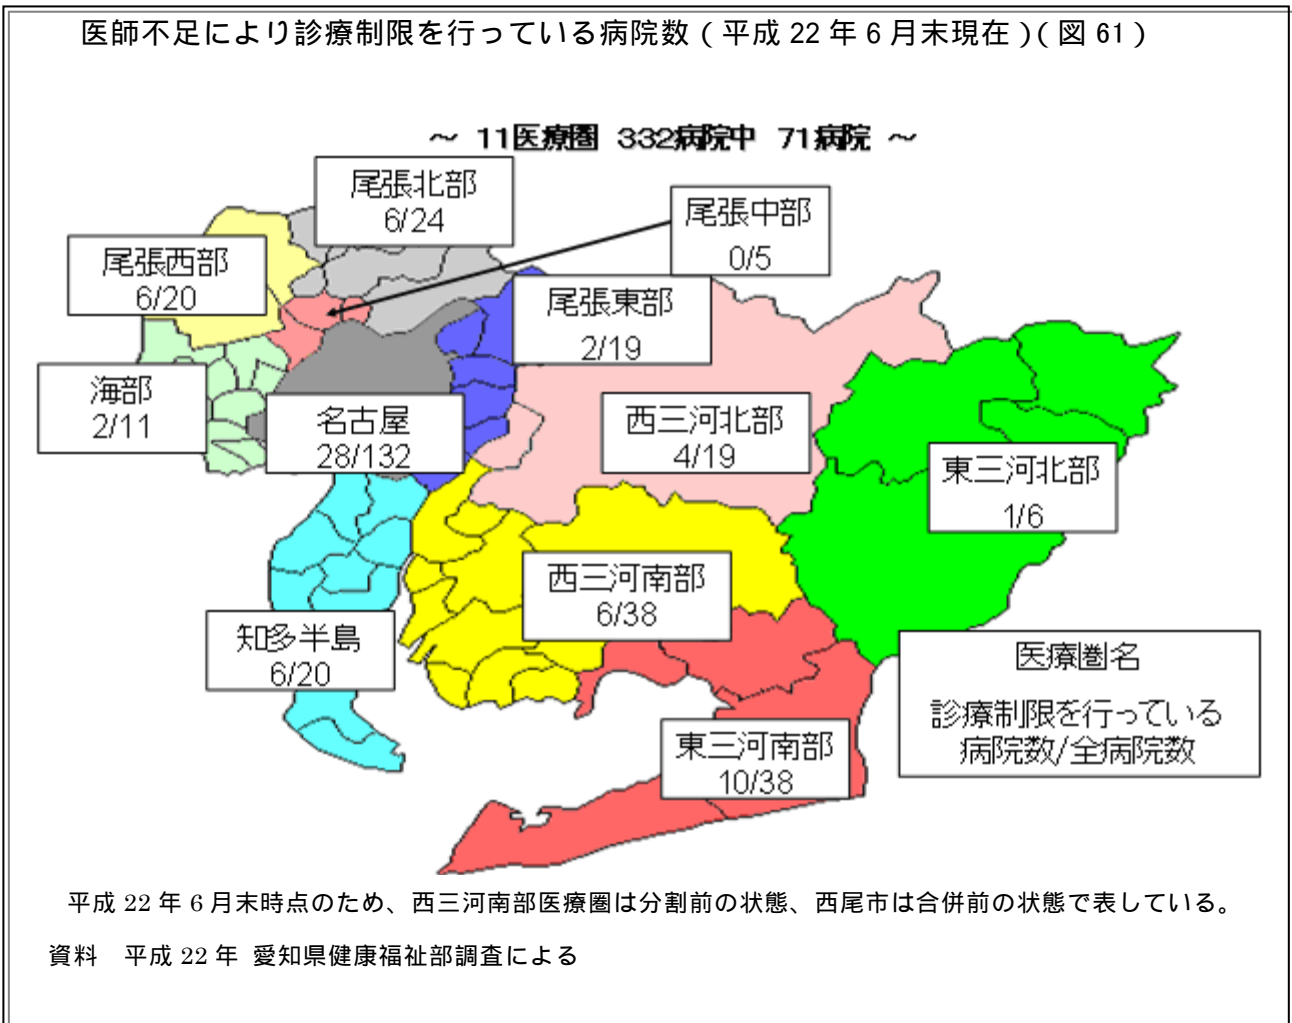 医師不足により診療制限を行っている病院数(平成 22 年 6 月末現在)(図 61)
~ 11医療圏 332病院中 71病院 ~
尾張北部
6/24
尾張中部
0/5
尾張西部
6/20
尾張東部
2/19
海部
2/11
名古屋
28/132
西三河北部
4/19
東三河北部
1/6
西三河南部
6/38
知多半島
6/20
医療圏名
診療制限を行っている
病院数/全病院数
東三河南部
10/38
平成 22 年 6 月末時点のため、西三河南部医療圏は分割前の状態、西尾市は合併前の状態で表している。
資料 平成 22 年 愛知県健康福祉部調査による